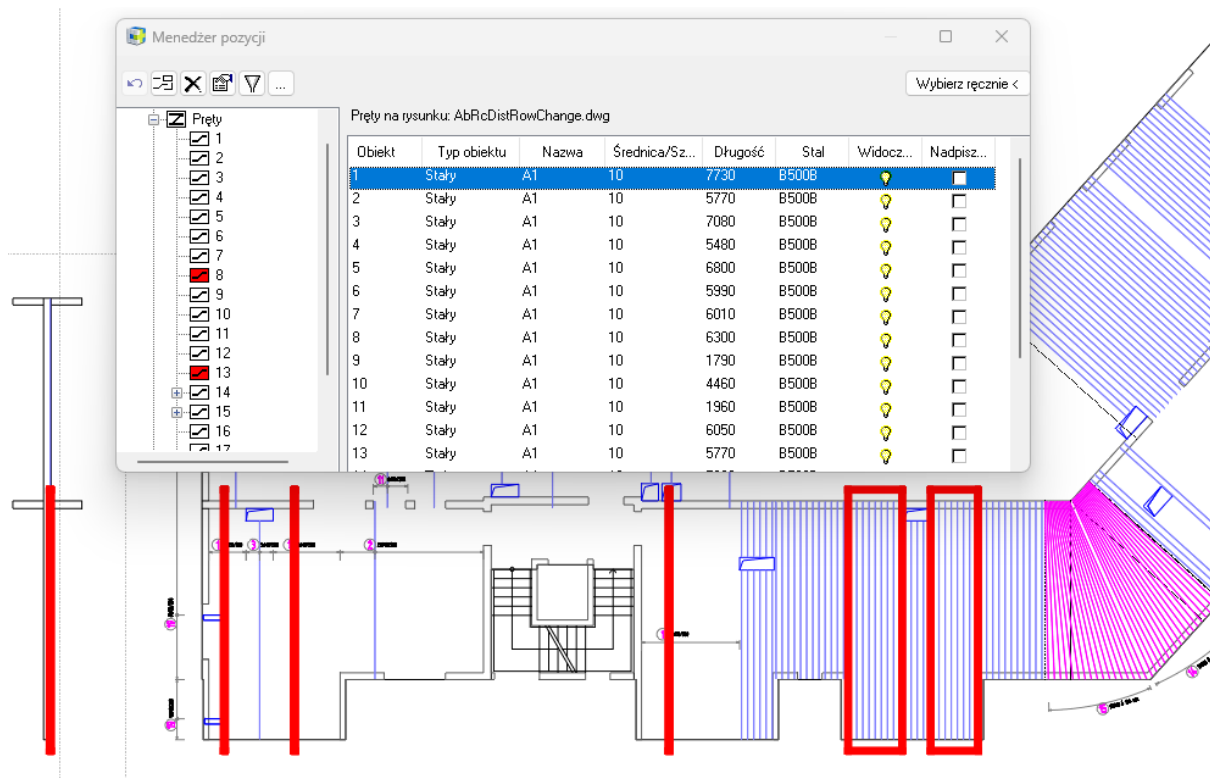 Menedżer pozycji
...
Wybierz ręcznie <
Pręty
1
2
3
4
5
6
7
8
9
10
11
12
13
14
15
16
17
Pręty na rysunku: AbRcDistRowChange.dwg
Obiekt Typ obiektu Nazwa Średnica/Sz... Długość Stal Widocz... Nadpisz...
1 Stały A1 10 7730 B500B
2 Stały A1 10 5770 B500B
3 Stały A1 10 7080 B500B
4 Stały A1 10 5480 B500B
5 Stały A1 10 6800 B500B
6 Stały A1 10 5990 B500B
7 Stały A1 10 6010 B500B
8 Stały A1 10 6300 B500B
9 Stały A1 10 1790 B500B
10 Stały A1 10 4460 B500B
11 Stały A1 10 1960 B500B
12 Stały A1 10 6050 B500B
13 Stały A1 10 5770 B500B
11
3
2